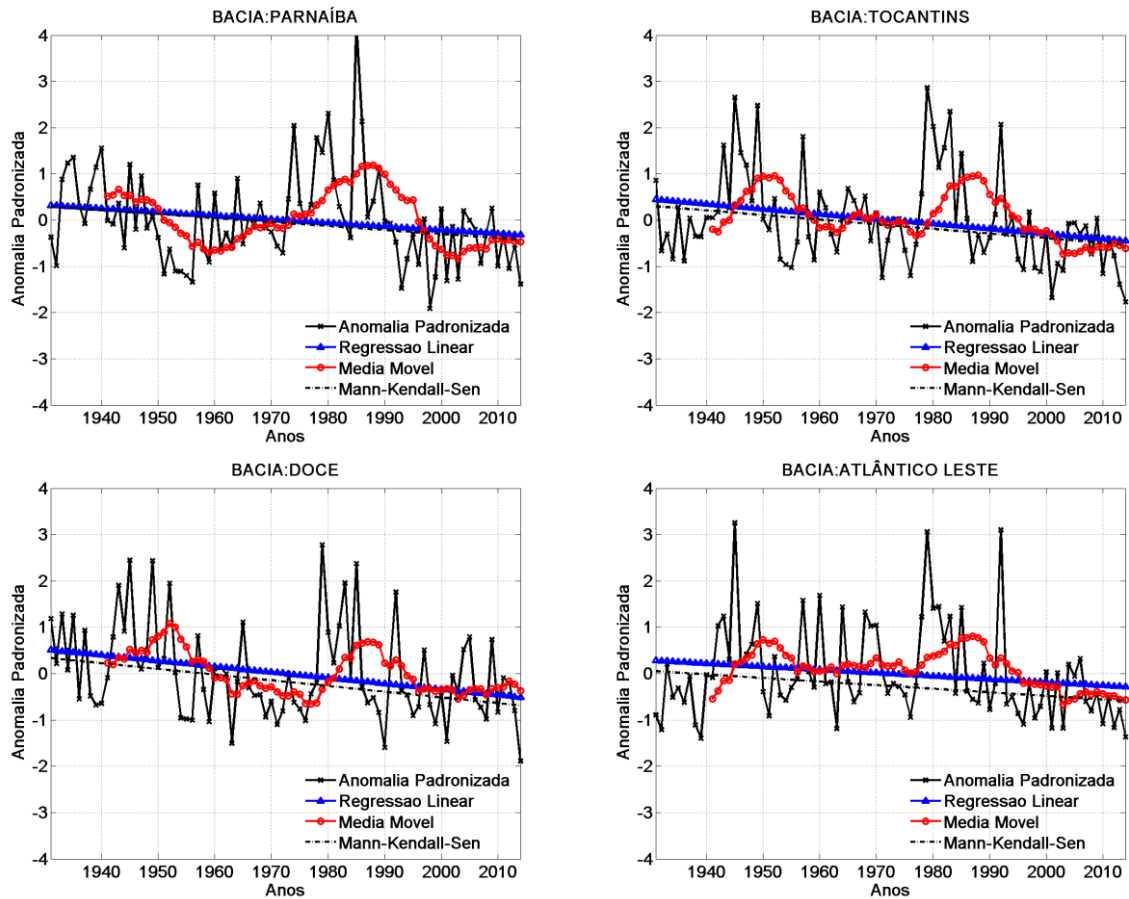 BACIA:PARNAÍBA
4
3
2
1
0
-1
-2
-3
-4
Anomalia Padronizada
Anomalia Padronizada
Regressao Linear
Media Movel
Mann-Kendall-Sen
1940 1950 1960 1970 1980 1990 2000 2010
Anos
BACIA:TOCANTINS
4
3
2
1
0
-1
-2
-3
-4
Anomalia Padronizada
Anomalia Padronizada
Regressao Linear
Media Movel
Mann-Kendall-Sen
1940 1950 1960 1970 1980 1990 2000 2010
Anos
BACIA:DOCE
4
3
2
1
0
-1
-2
-3
-4
Anomalia Padronizada
Anomalia Padronizada
Regressao Linear
Media Movel
Mann-Kendall-Sen
1940 1950 1960 1970 1980 1990 2000 2010
Anos
BACIA:ATLÂNTICO LESTE
4
3
2
1
0
-1
-2
-3
-4
Anomalia Padronizada
Anomalia Padronizada
Regressao Linear
Media Movel
Mann-Kendall-Sen
1940 1950 1960 1970 1980 1990 2000 2010
Anos